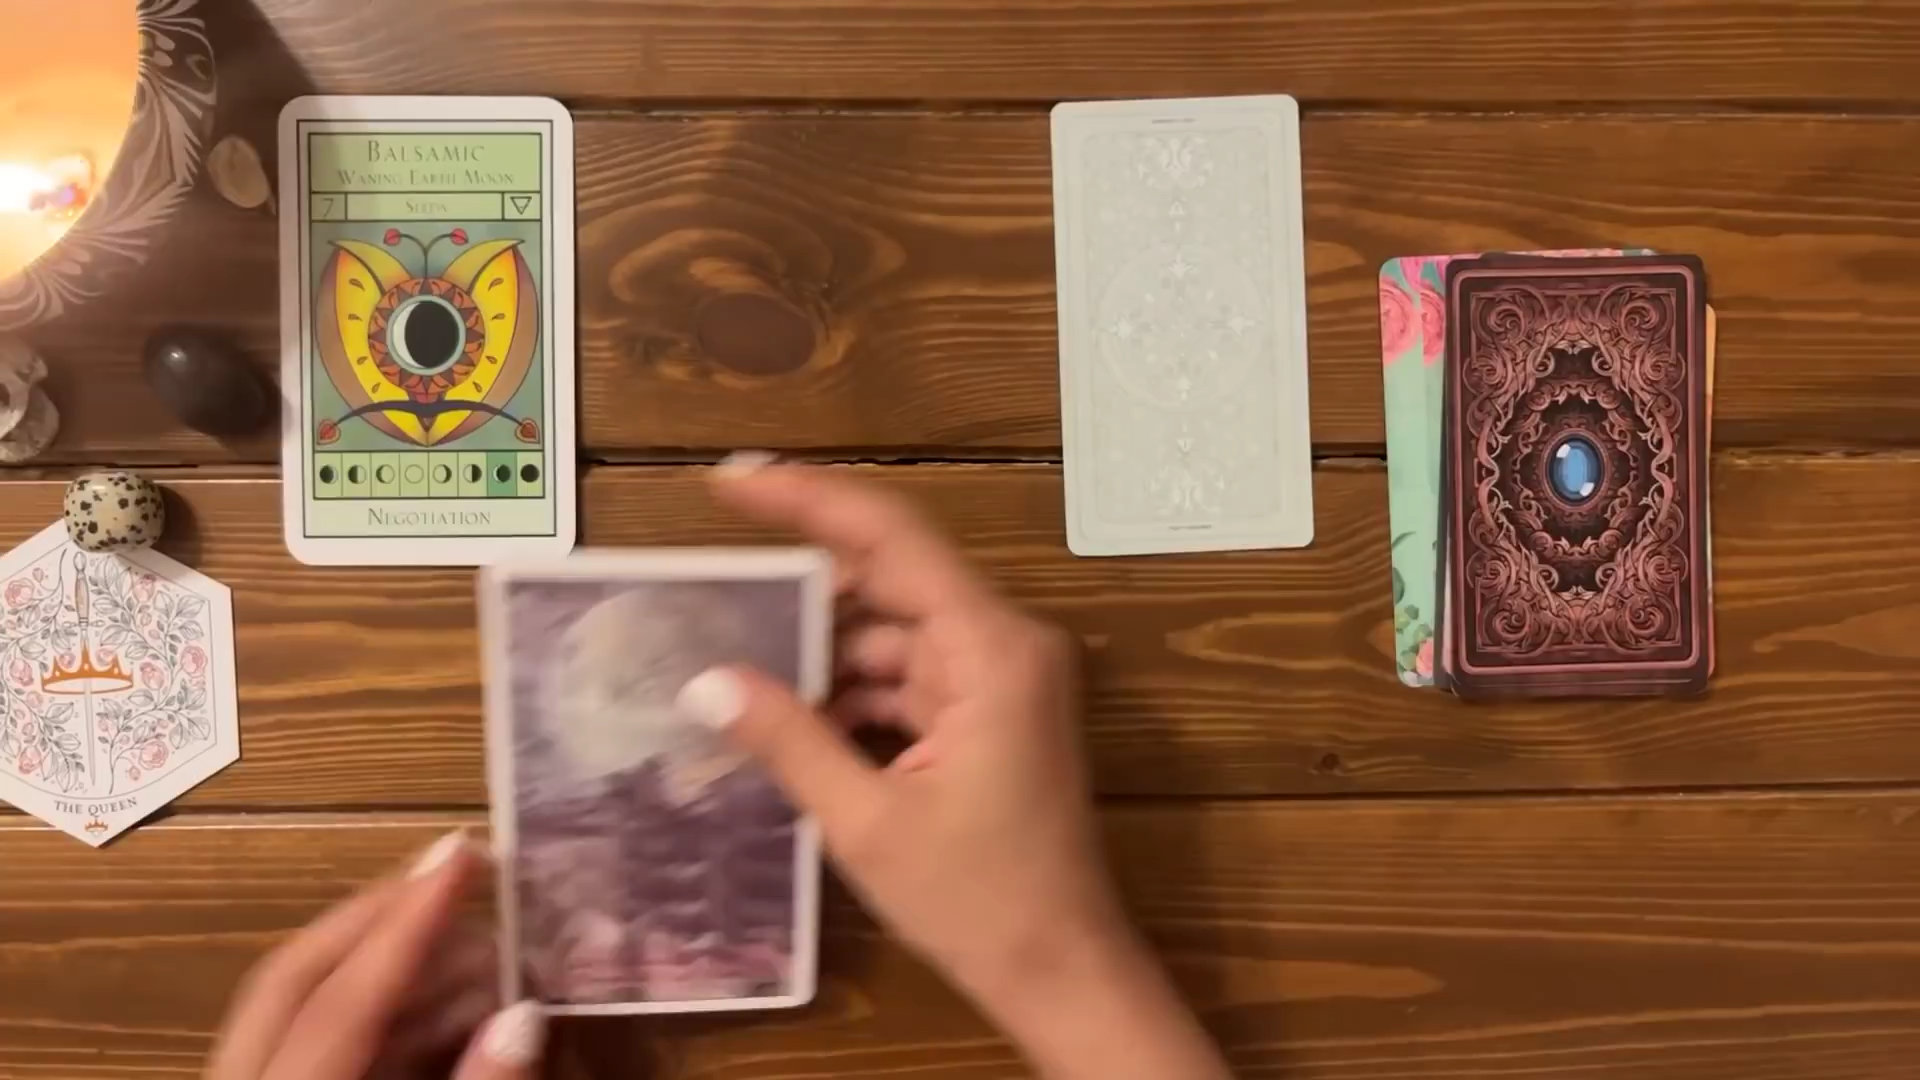 BALSAMIC
WANING EARTH MOON
7
SEEDS
NEGOTIATION
THE QUEEN